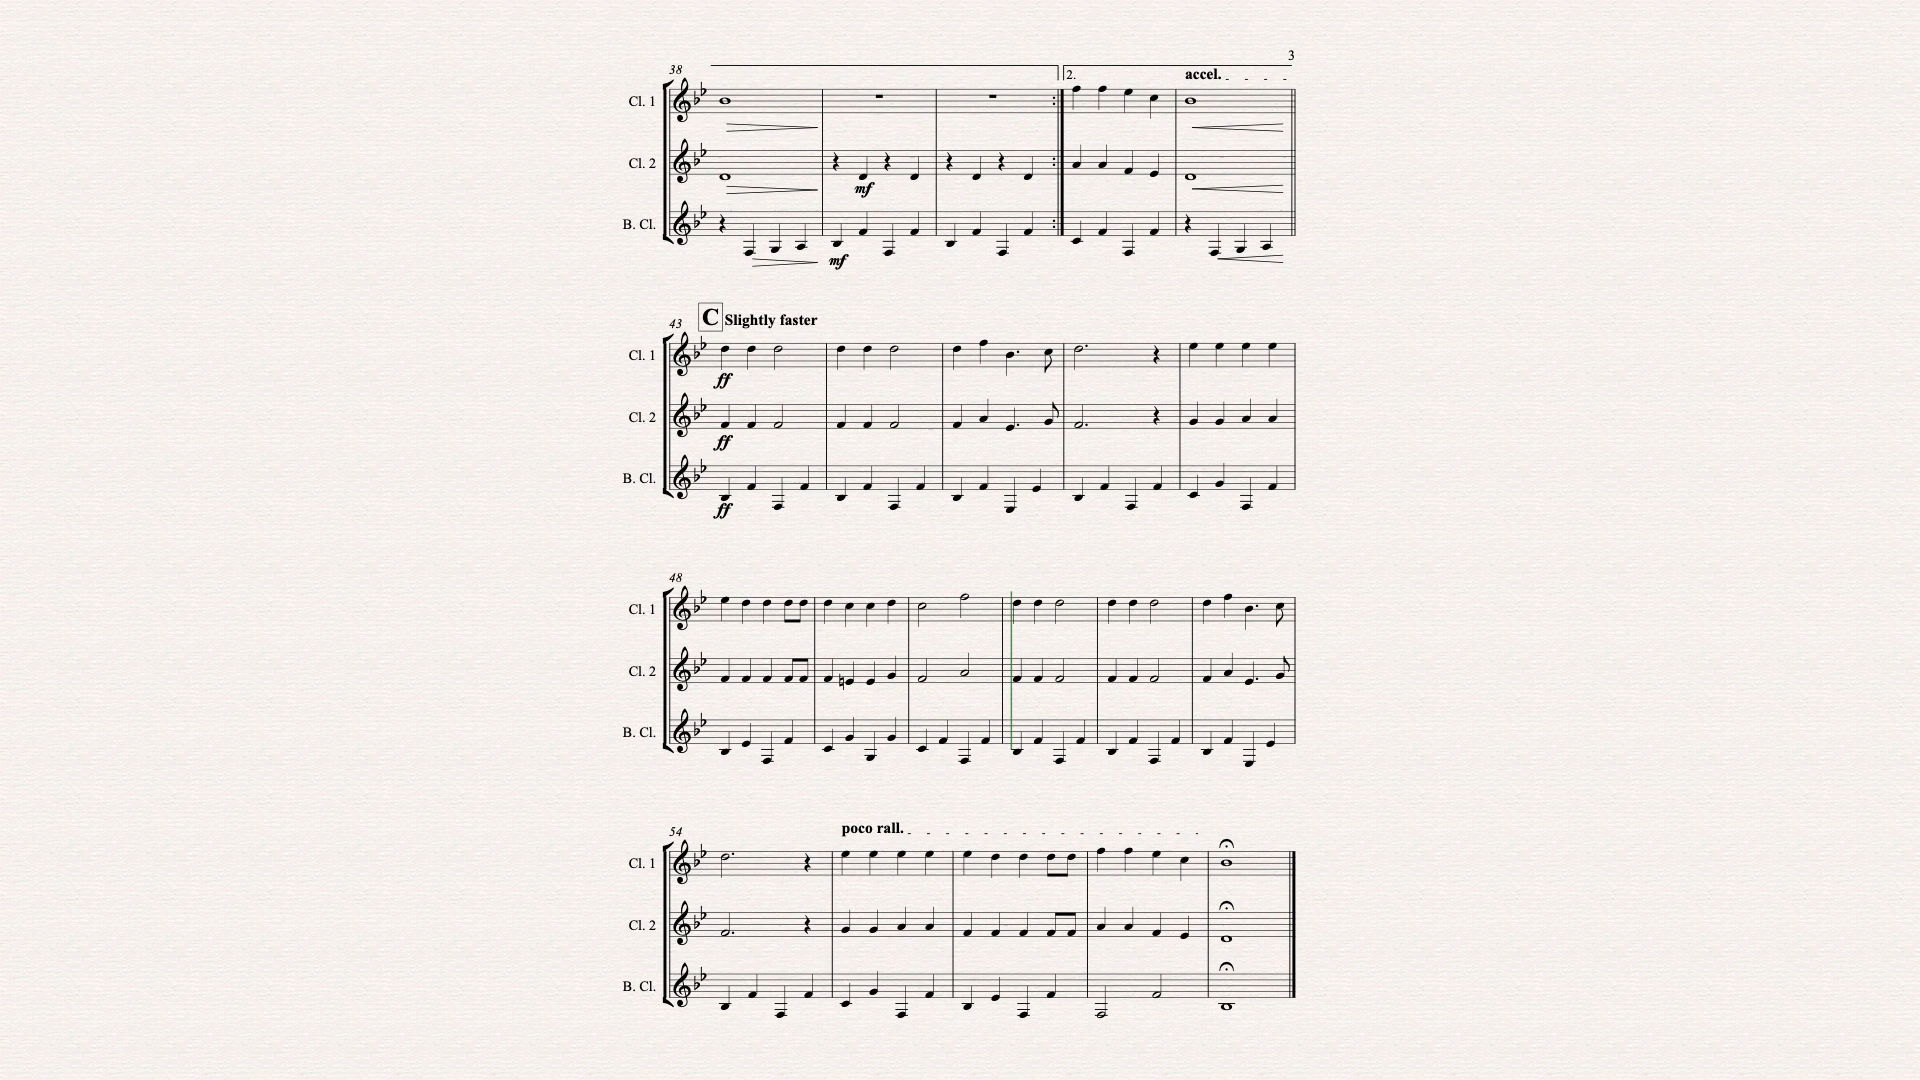 3
38
2.
accel.
Cl. 1
Cl. 2
mf
B. Cl.
mf
43
C Slightly faster
Cl. 1
ff
Cl. 2
ff
B. Cl.
ff
48
Cl. 1
Cl. 2
B. Cl.
54
poco rall.
Cl. 1
Cl. 2
B. Cl.